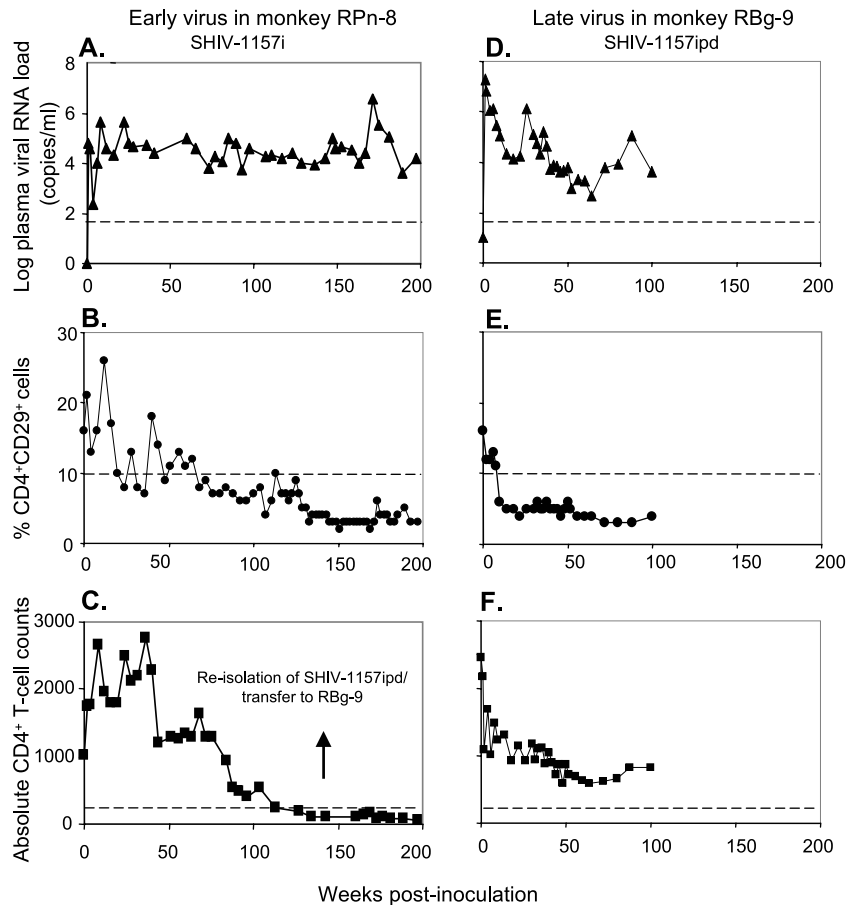 Early virus in monkey RPn-8
SHIV-1157i
Late virus in monkey RBg-9
SHIV-1157ipd
A.
Log plasma viral RNA load
(copies/ml)
8
6
4
2
0
0 50 100 150 200
D.
0 50 100 150 200
B.
% CD4⁺CD29⁺ cells
30
20
10
0
0 50 100 150 200
E.
0 50 100 150 200
C.
Absolute CD4⁺ T-cell counts
3000
2000
1000
0
Re-isolation of SHIV-1157ipd/
transfer to RBg-9
0 50 100 150 200
F.
0 50 100 150 200
Weeks post-inoculation